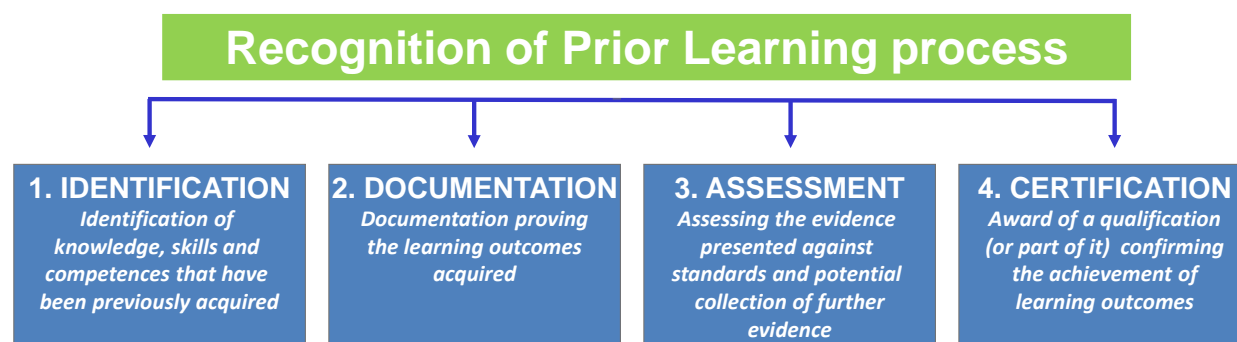 Recognition of Prior Learning process
1. IDENTIFICATION
Identification of
knowledge, skills and
competences that have
been previously acquired
2. DOCUMENTATION
Documentation proving
the learning outcomes
acquired
3. ASSESSMENT
Assessing the evidence
presented against
standards and potential
collection of further
evidence
4. CERTIFICATION
Award of a qualification
(or part of it) confirming
the achievement of
learning outcomes